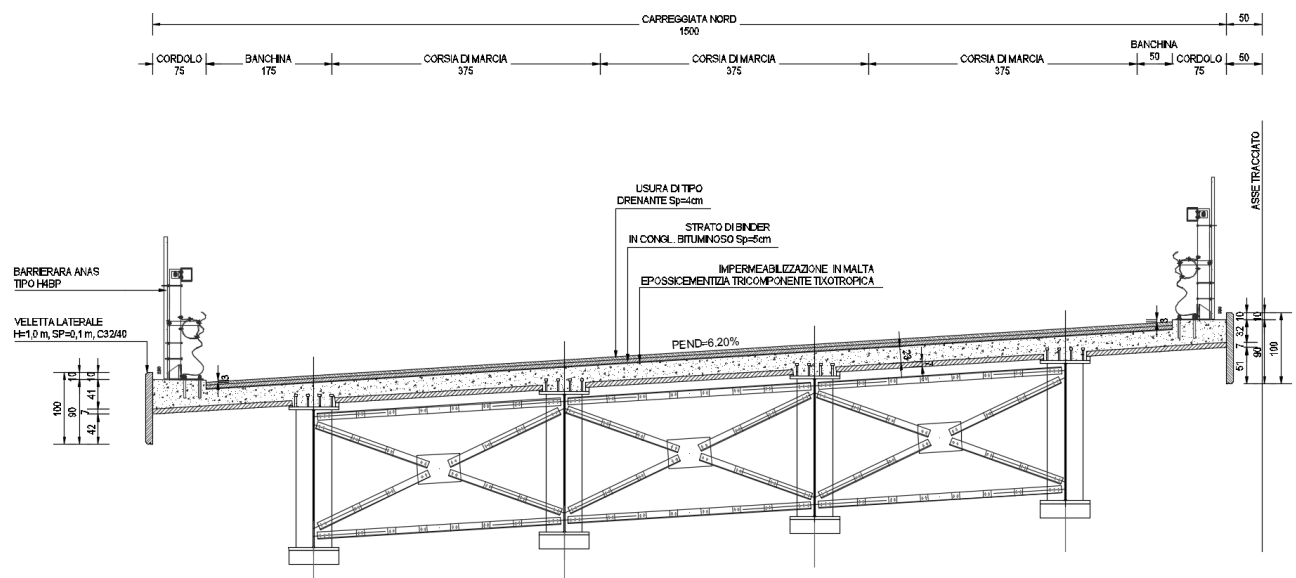 CARREGGIATA NORD
1500
50
CORDOLO
75
BANCHINA
175
CORSIA DI MARCIA
375
CORSIA DI MARCIA
375
CORSIA DI MARCIA
375
BANCHINA
50
CORDOLO
75
50
ASSE TRACCIATO
USURA DI TIPO
DRENANTE Sp=4cm
STRATO DI BINDER
IN CONGL. BITUMINOSO Sp=5cm
IMPERMEABILIZZAZIONE IN MALTA
EPOSSICEMENTIZIA TRICOMPONENTE TIXOTROPICA
BARRIERARA ANAS
TIPO H4BP
VELETTA LATERALE
H=1,0 m, SP=0,1 m, C32/40
PEND=6.20%
10
10
41
7
42
90
100
10
32
7
51
10
90
100